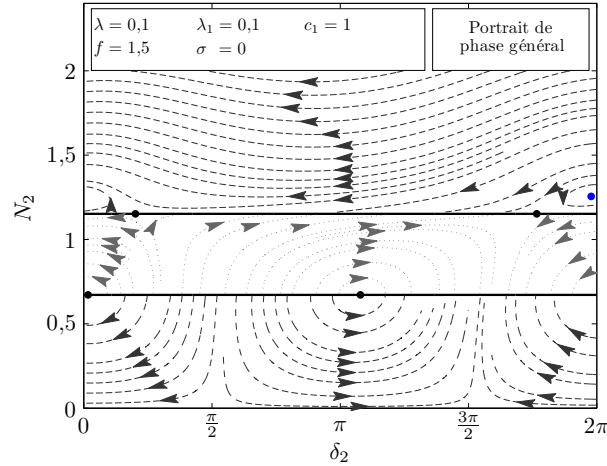 λ = 0,1 λ₁ = 0,1 c₁ = 1
f = 1,5 σ = 0
Portrait de
phase général
2
1,5
N₂
1
0,5
0
0 π/2 π 3π/2 2π
δ₂